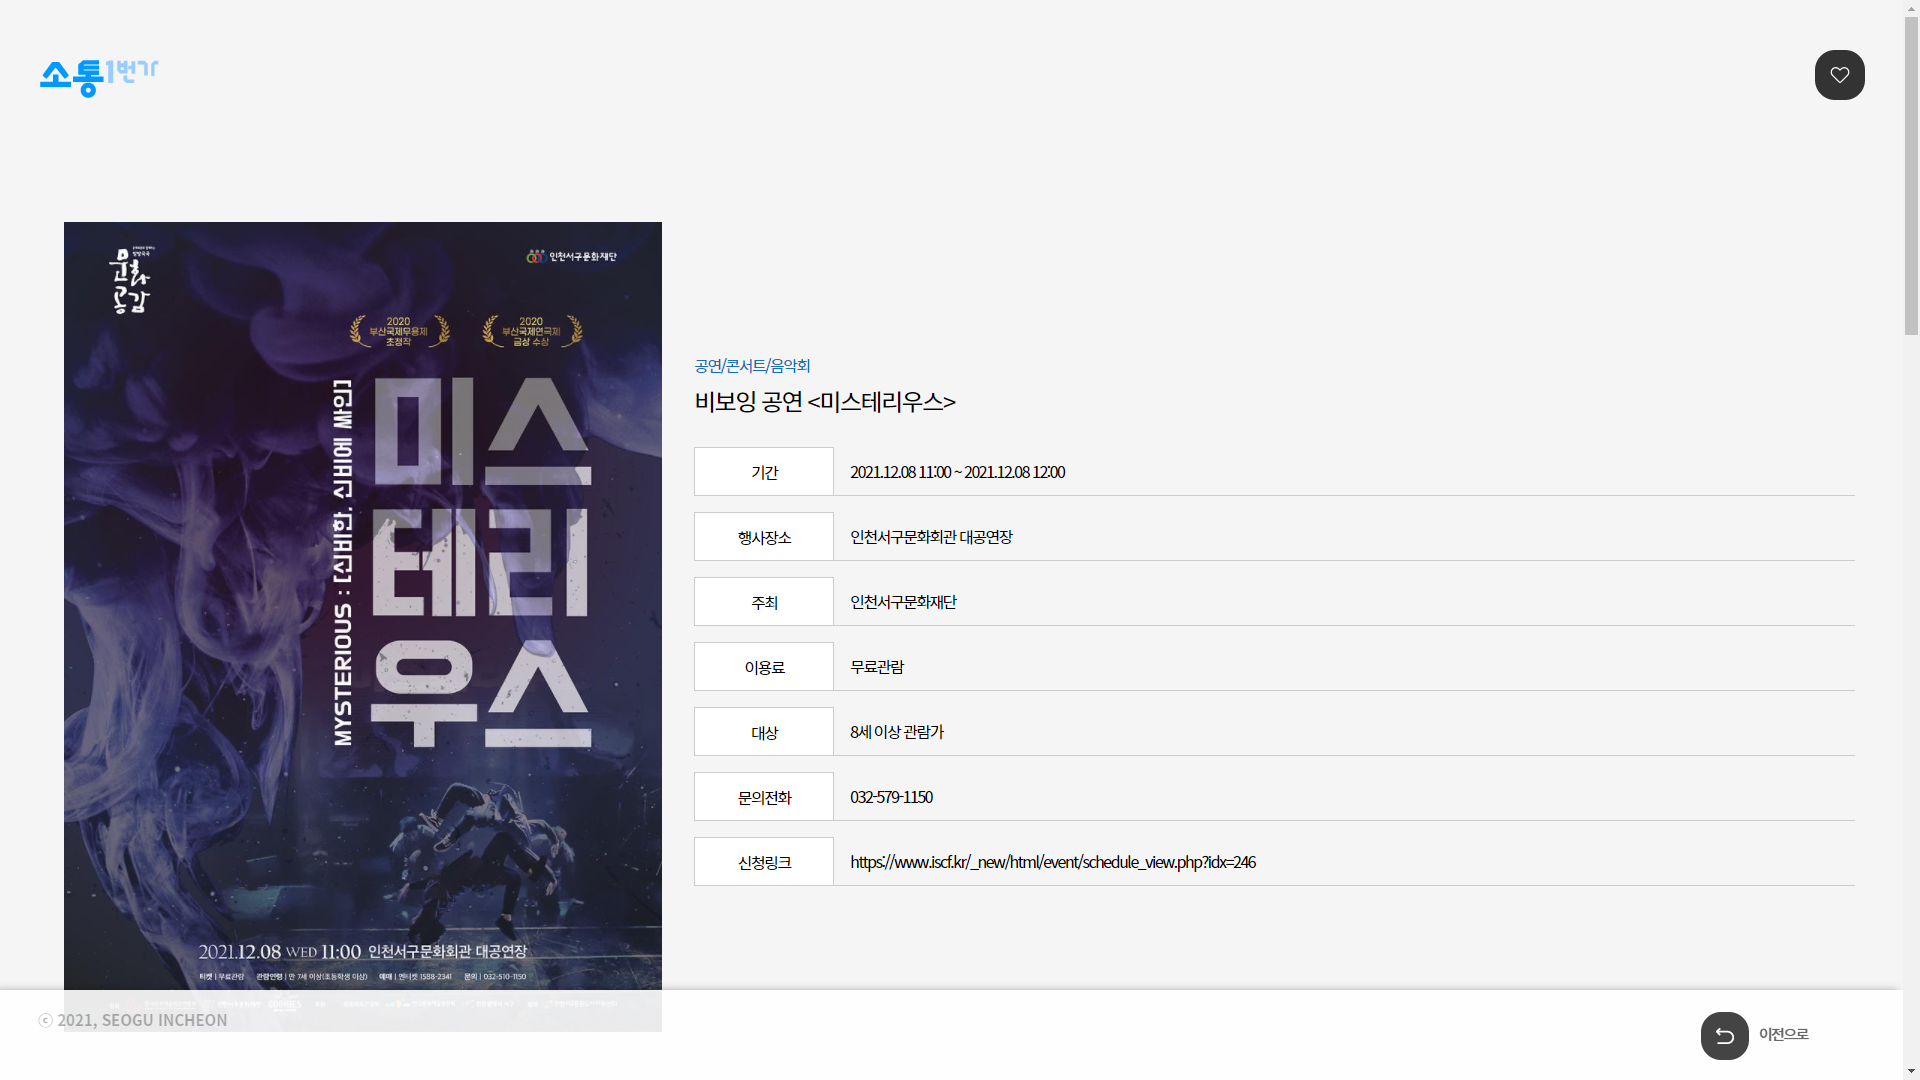 소통1번가
문화공감
인천서구문화재단
2020
부산국제무용제
초청작
2020
부산국제연극제
금상 수상
MYSTERIOUS : [신비한, 신비에 싸인]
미스
테리
우스
2021.12.08 WED 11:00 인천서구문화회관 대공연장
티켓 | 무료관람 관람연령 | 만 7세 이상(초등학생 이상) 예매 | 엔티켓 1588-2341 문의 | 032-510-1150
공연/콘서트/음악회
비보잉 공연 <미스테리우스>
기간 2021.12.08 11:00 ~ 2021.12.08 12:00
행사장소 인천서구문화회관 대공연장
주최 인천서구문화재단
이용료 무료관람
대상 8세 이상 관람가
문의전화 032-579-1150
신청링크 https://www.iscf.kr/_new/html/event/schedule_view.php?idx=246
ⓒ 2021, SEOGU INCHEON
이전으로